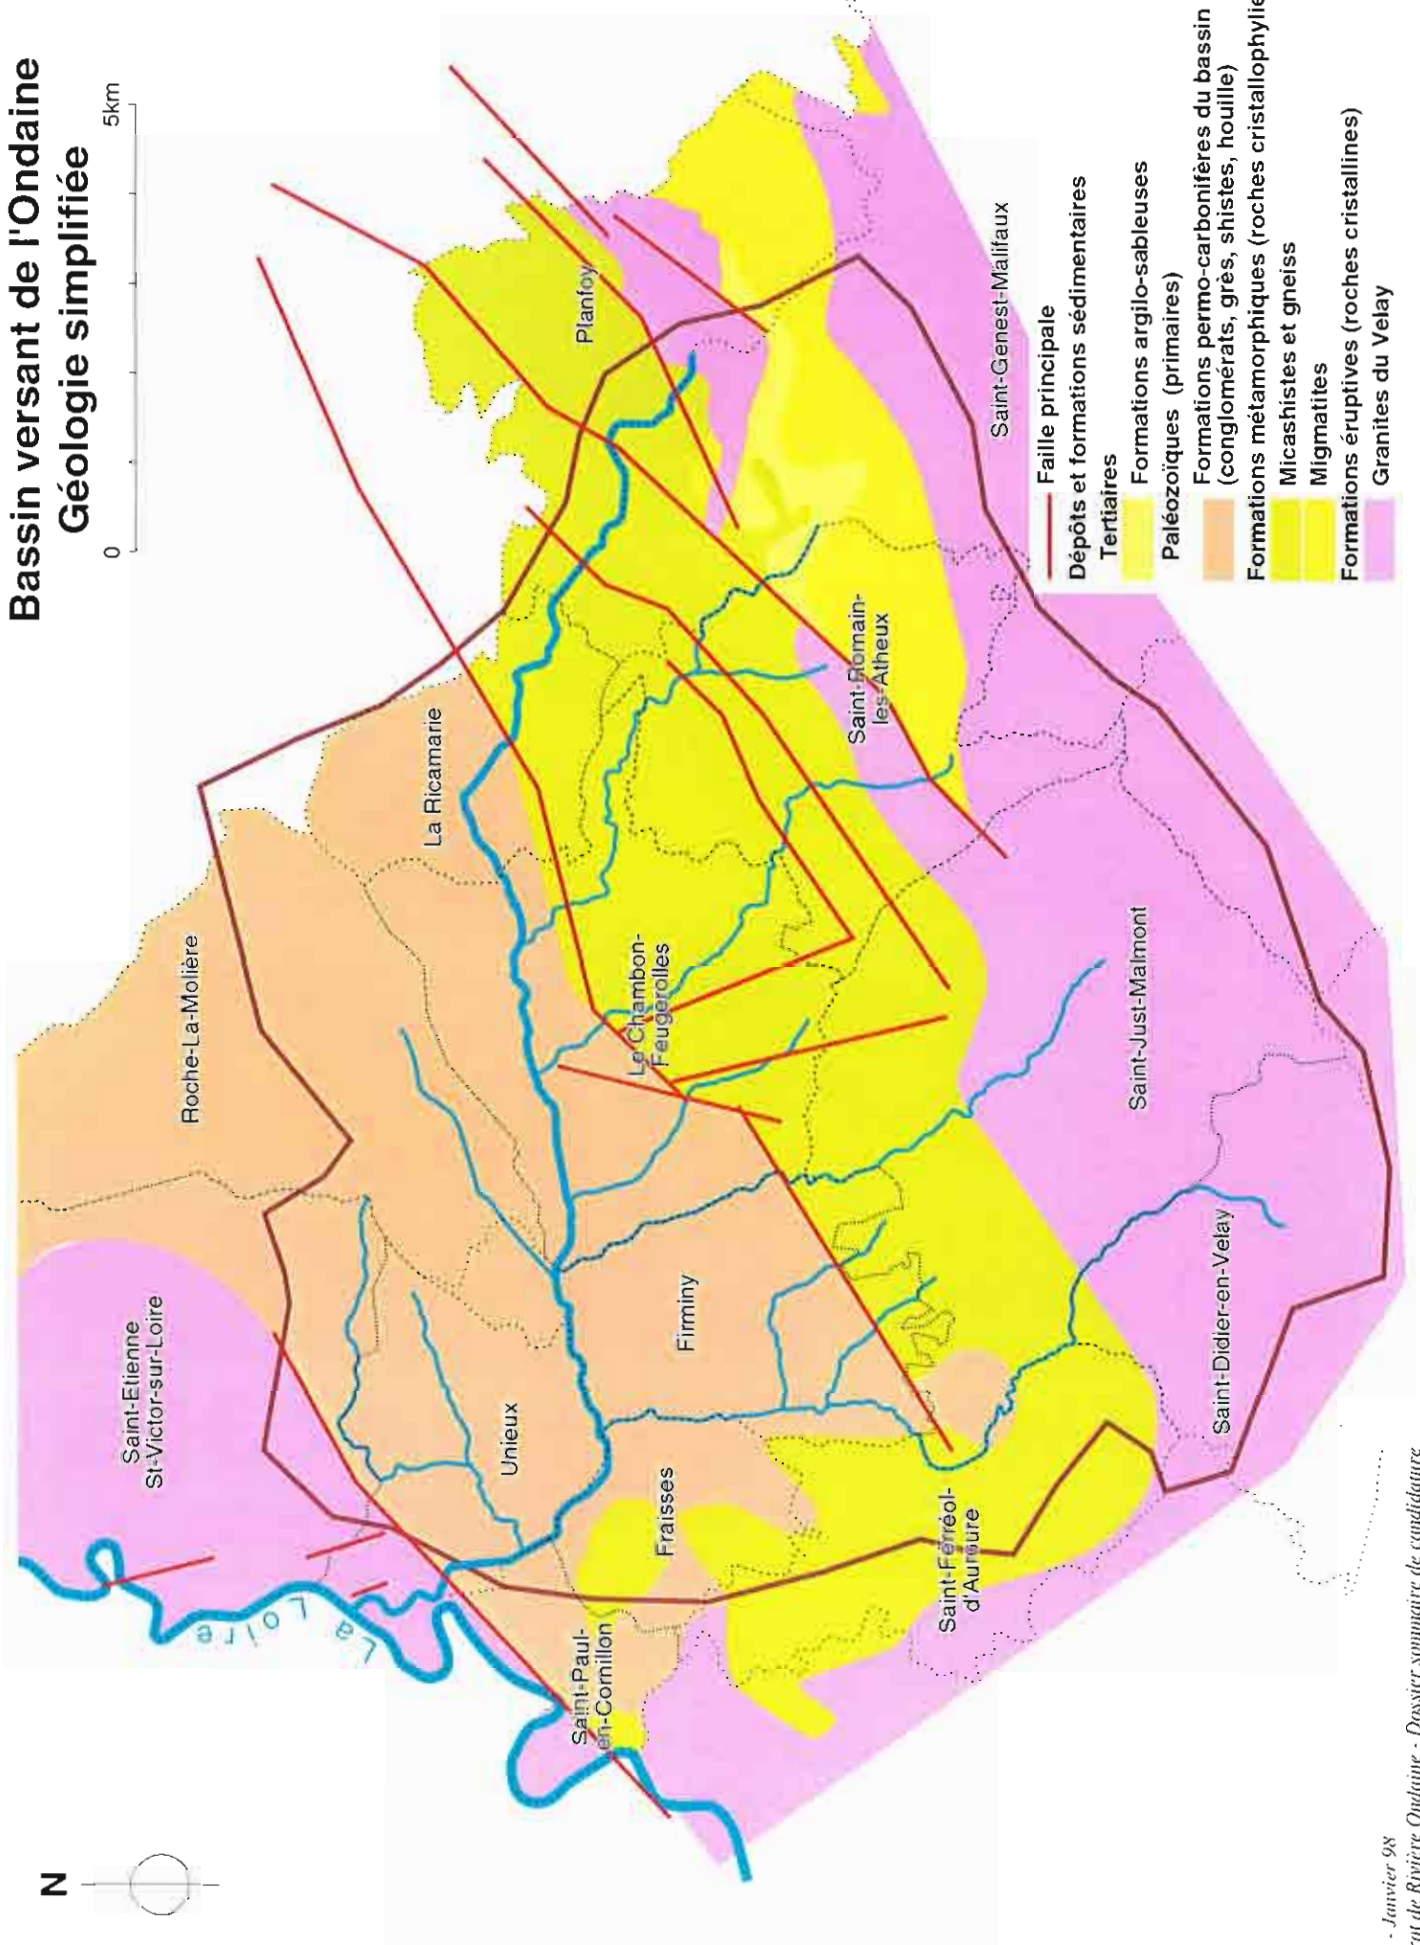 Bassin versant de l'Ondaine
Géologie simplifiée
0
5km
N
Saint-Etienne
St-Victor-sur-Loire
Roche-La-Molière
La Loire
La Ricamarie
Unieux
Saint-Paul-
en-Cornillon
Fraisses
Firminy
Le Chambon-
Feugerolles
Planfoy
Saint-Romain-
les-Atheux
Saint-Ferréol-
d'Auroure
Saint-Just-Malmont
Saint-Genest-Malifaux
Saint-Didier-en-Velay
Faille principale
Dépôts et formations sédimentaires
Tertiaires
Formations argilo-sableuses
Paléozoïques (primaires)
Formations permo-carbonifères du bassin
(conglomérats, grès, shistes, houille)
Formations métamorphiques (roches
Micashistes et gneiss
Migmatites
Formations éruptives (roches cristallines)
Granites du Velay
- Janvier 98
de Rivière Ondaine - Dossier sommaire de candidature